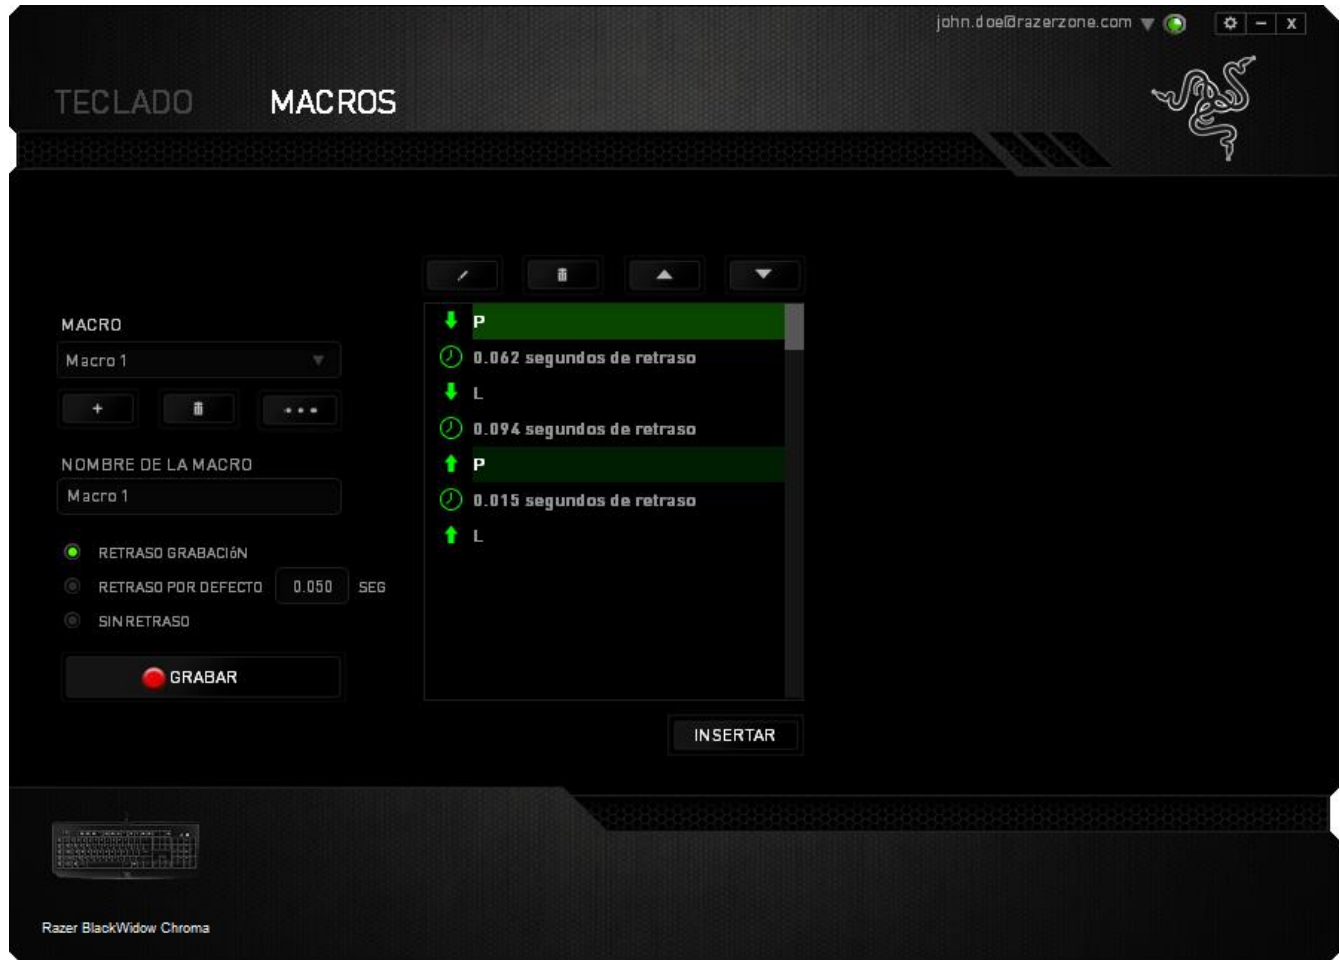 john.doe@razerzone.com
x
TECLADO
MACROS
MACRO
Macro 1
NOMBRE DE LA MACRO
Macro 1
RETRASO GRABACIóN
RETRASO POR DEFECTO 0.050 SEG
SIN RETRASO
GRABAR
P
0.062 segundos de retraso
L
0.094 segundos de retraso
P
0.015 segundos de retraso
L
INSERTAR
Razer BlackWidow Chroma